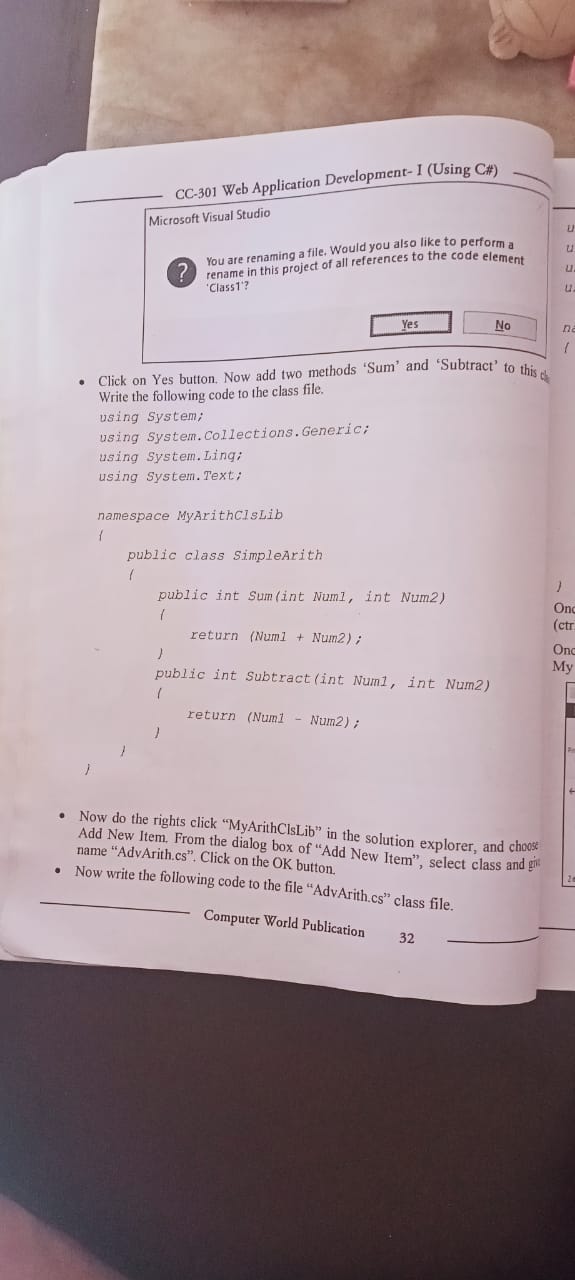 CC-301 Web Application Development- I (Using C#)
Microsoft Visual Studio
You are renaming a file. Would you also like to perform a
rename in this project of all references to the code element
'Class1'?
Yes
No
• Click on Yes button. Now add two methods 'Sum' and 'Subtract' to this
Write the following code to the class file.
using System;
using System.Collections.Generic;
using System.Linq;
using System.Text;
namespace MyArithClsLib
{
public class SimpleArith
{
public int Sum(int Num1, int Num2)
{
return (Num1 + Num2);
}
public int Subtract(int Num1, int Num2)
{
return (Num1 - Num2);
}
}
}
• Now do the rights click “MyArithClsLib” in the solution explorer, and choose
Add New Item. From the dialog box of “Add New Item”, select class and
name “AdvArith.cs”. Click on the OK button.
• Now write the following code to the file “AdvArith.cs” class file.
Computer World Publication
32
{
}
(ctr
My